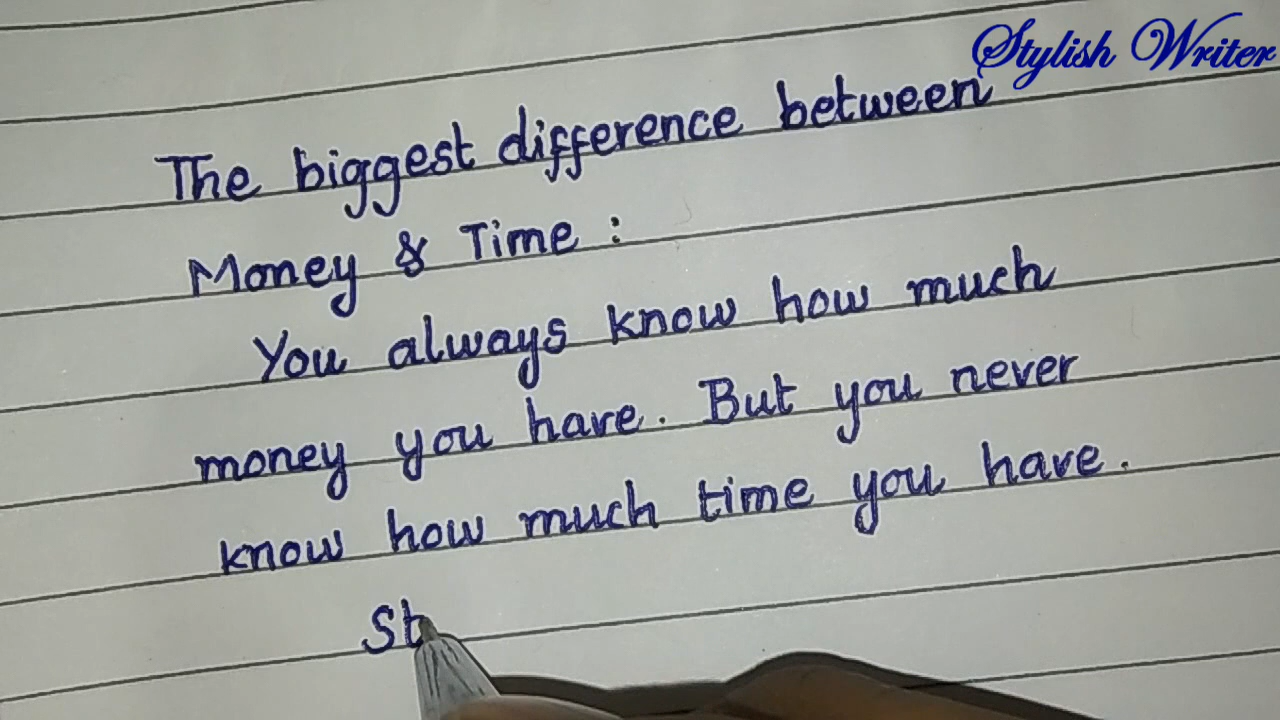 Stylish Writer
The biggest difference between
Money & Time :
You always know how much
money you have. But you never
know how much time you have.
St